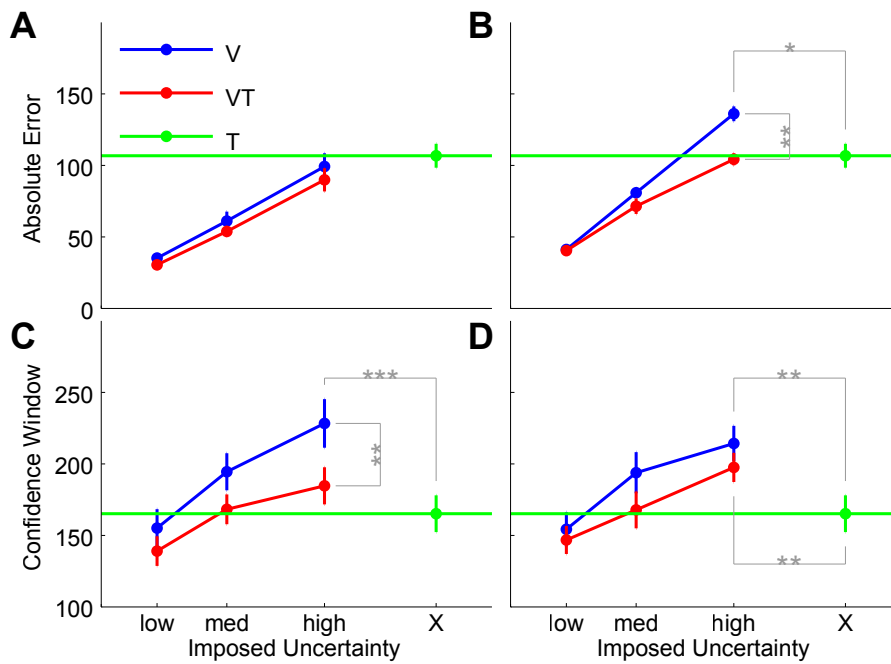 A
B
V
VT
T
*
**
150
100
50
0
Absolute Error
C
D
***
**
**
**
250
200
150
100
Confidence Window
low med high X
low med high X
Imposed Uncertainty
Imposed Uncertainty